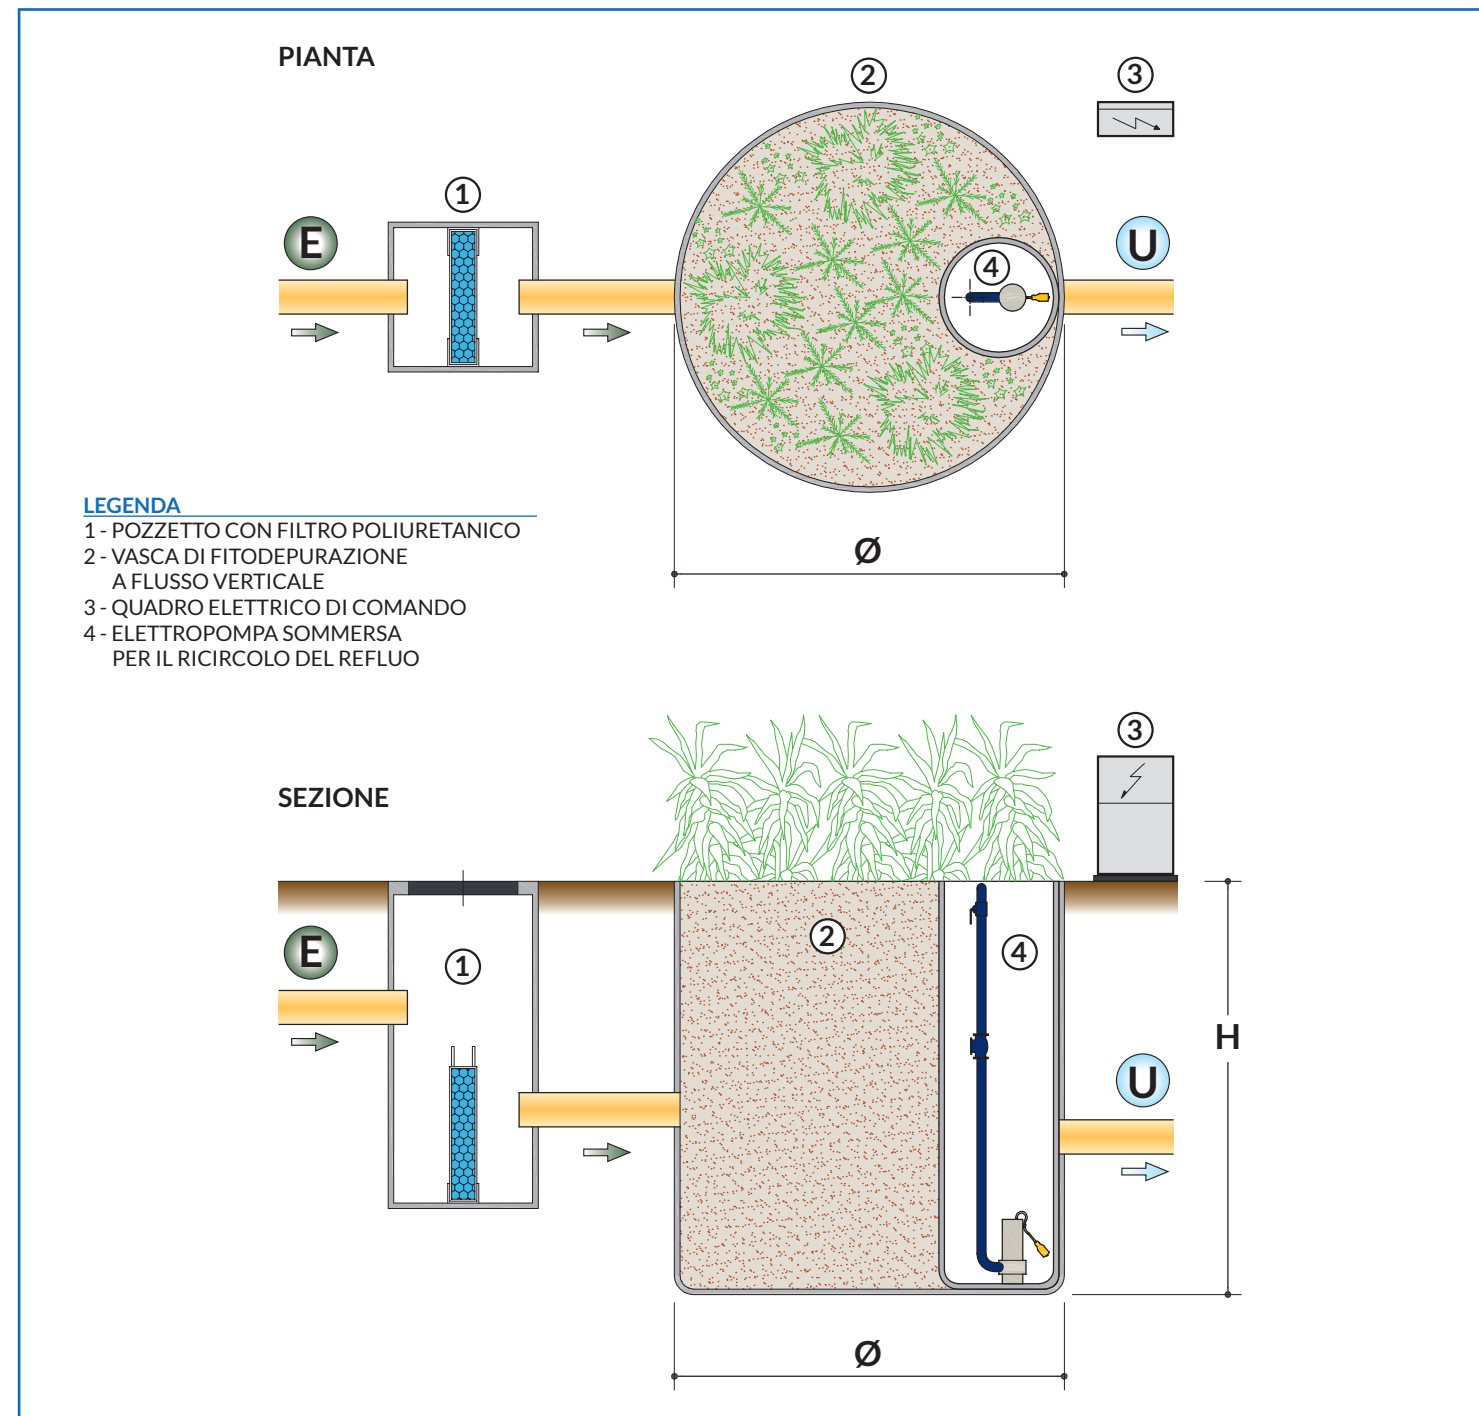 PIANTA
2
3
1
E
U
4
LEGENDA
1 - POZZETTO CON FILTRO POLIURETANICO
2 - VASCA DI FITODEPURAZIONE
A FLUSSO VERTICALE
3 - QUADRO ELETTRICO DI COMANDO
4 - ELETTROPOMPA SOMMERSA
PER IL RICIRCOLO DEL REFLUO
Ø
SEZIONE
3
E
1
2
4
H
U
Ø